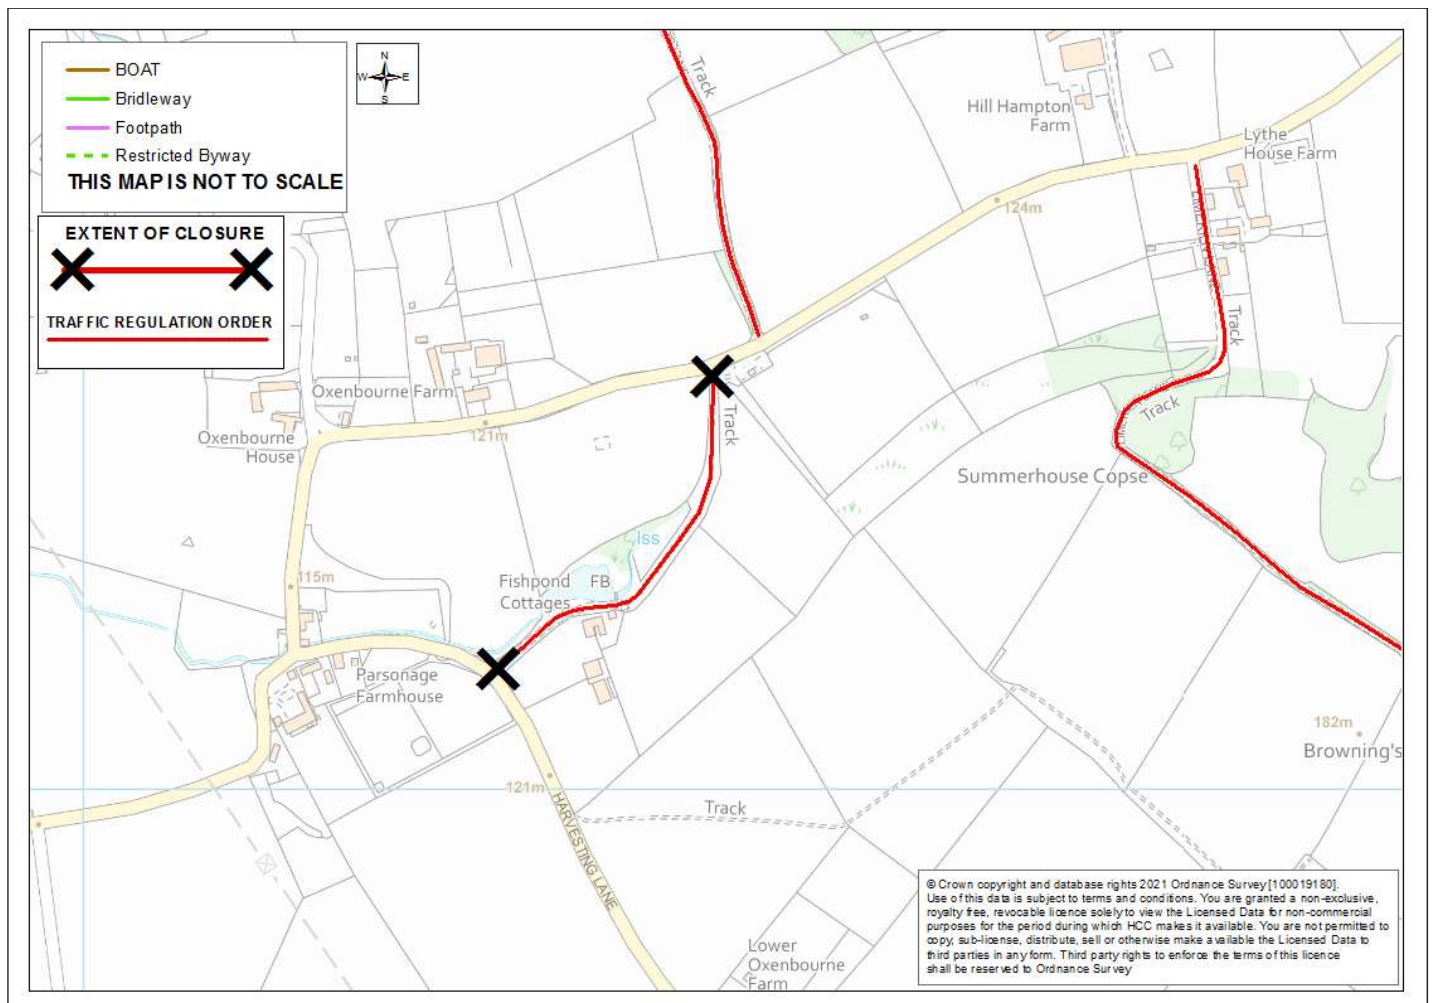 BOAT
Bridleway
Footpath
Restricted Byway
THIS MAP IS NOT TO SCALE
N
W
E
S
EXTENT OF CLOSURE
TRAFFIC REGULATION ORDER
Track
Hill Hampton
Farm
Lythe
House Farm
124m
Track
Oxenbourne Farm
Oxenbourne
House
121m
Track
Track
Summerhouse Copse
Iss
Fishpond
Cottages
FB
115m
Parsonage
Farmhouse
121m
HARVESTING LANE
Track
182m
Browning's
Lower
Oxenbourne
Farm
© Crown copyright and database rights 2021 Ordnance Survey [100019180].
Use of this data is subject to terms and conditions. You are granted a non-exclusive,
royalty free, revocable licence solely to view the Licensed Data for non-commercial
purposes for the period during which HCC makes it available. You are not permitted to
copy, sub-license, distribute, sell or otherwise make available the Licensed Data to
third parties in any form. Third party rights to enforce the terms of this licence
shall be reserved to Ordnance Survey